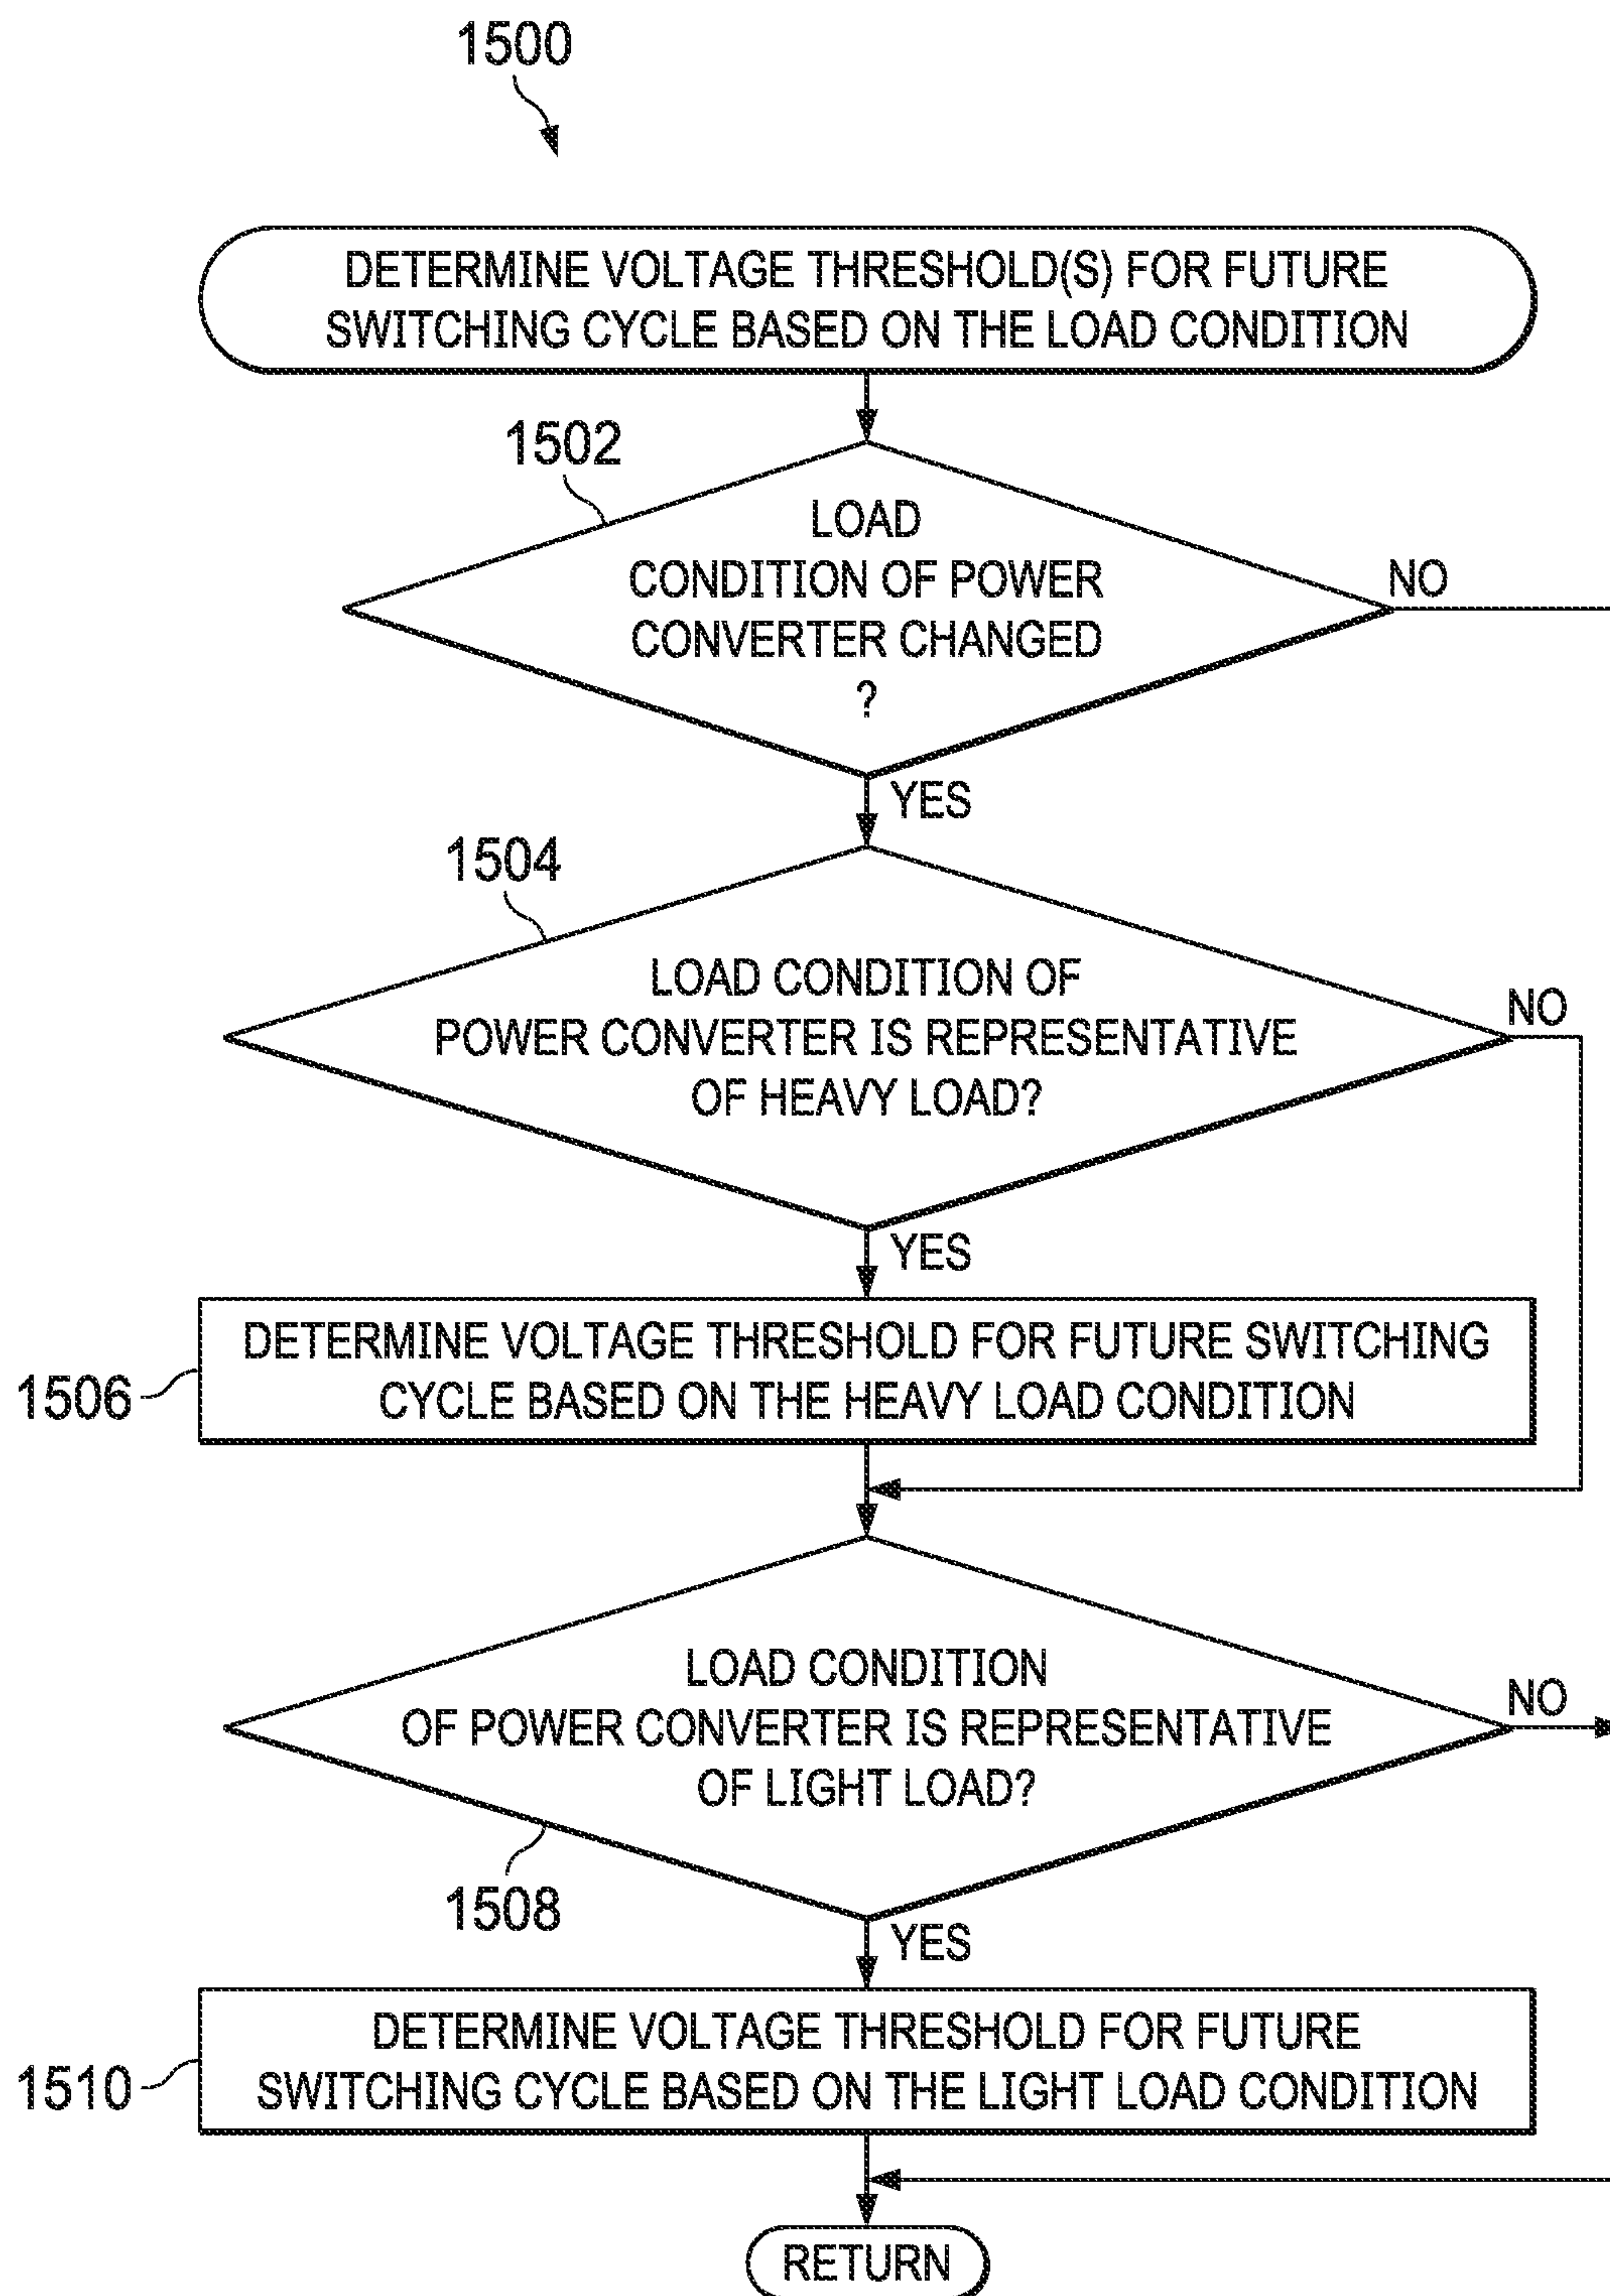 1500
DETERMINE VOLTAGE THRESHOLD(S) FOR FUTURE
SWITCHING CYCLE BASED ON THE LOAD CONDITION
1502
LOAD
CONDITION OF POWER
CONVERTER CHANGED
?
NO
YES
1504
LOAD CONDITION OF
POWER CONVERTER IS REPRESENTATIVE
OF HEAVY LOAD?
NO
YES
1506
DETERMINE VOLTAGE THRESHOLD FOR FUTURE SWITCHING
CYCLE BASED ON THE HEAVY LOAD CONDITION
LOAD CONDITION
OF POWER CONVERTER IS REPRESENTATIVE
OF LIGHT LOAD?
NO
1508
YES
1510
DETERMINE VOLTAGE THRESHOLD FOR FUTURE
SWITCHING CYCLE BASED ON THE LIGHT LOAD CONDITION
RETURN